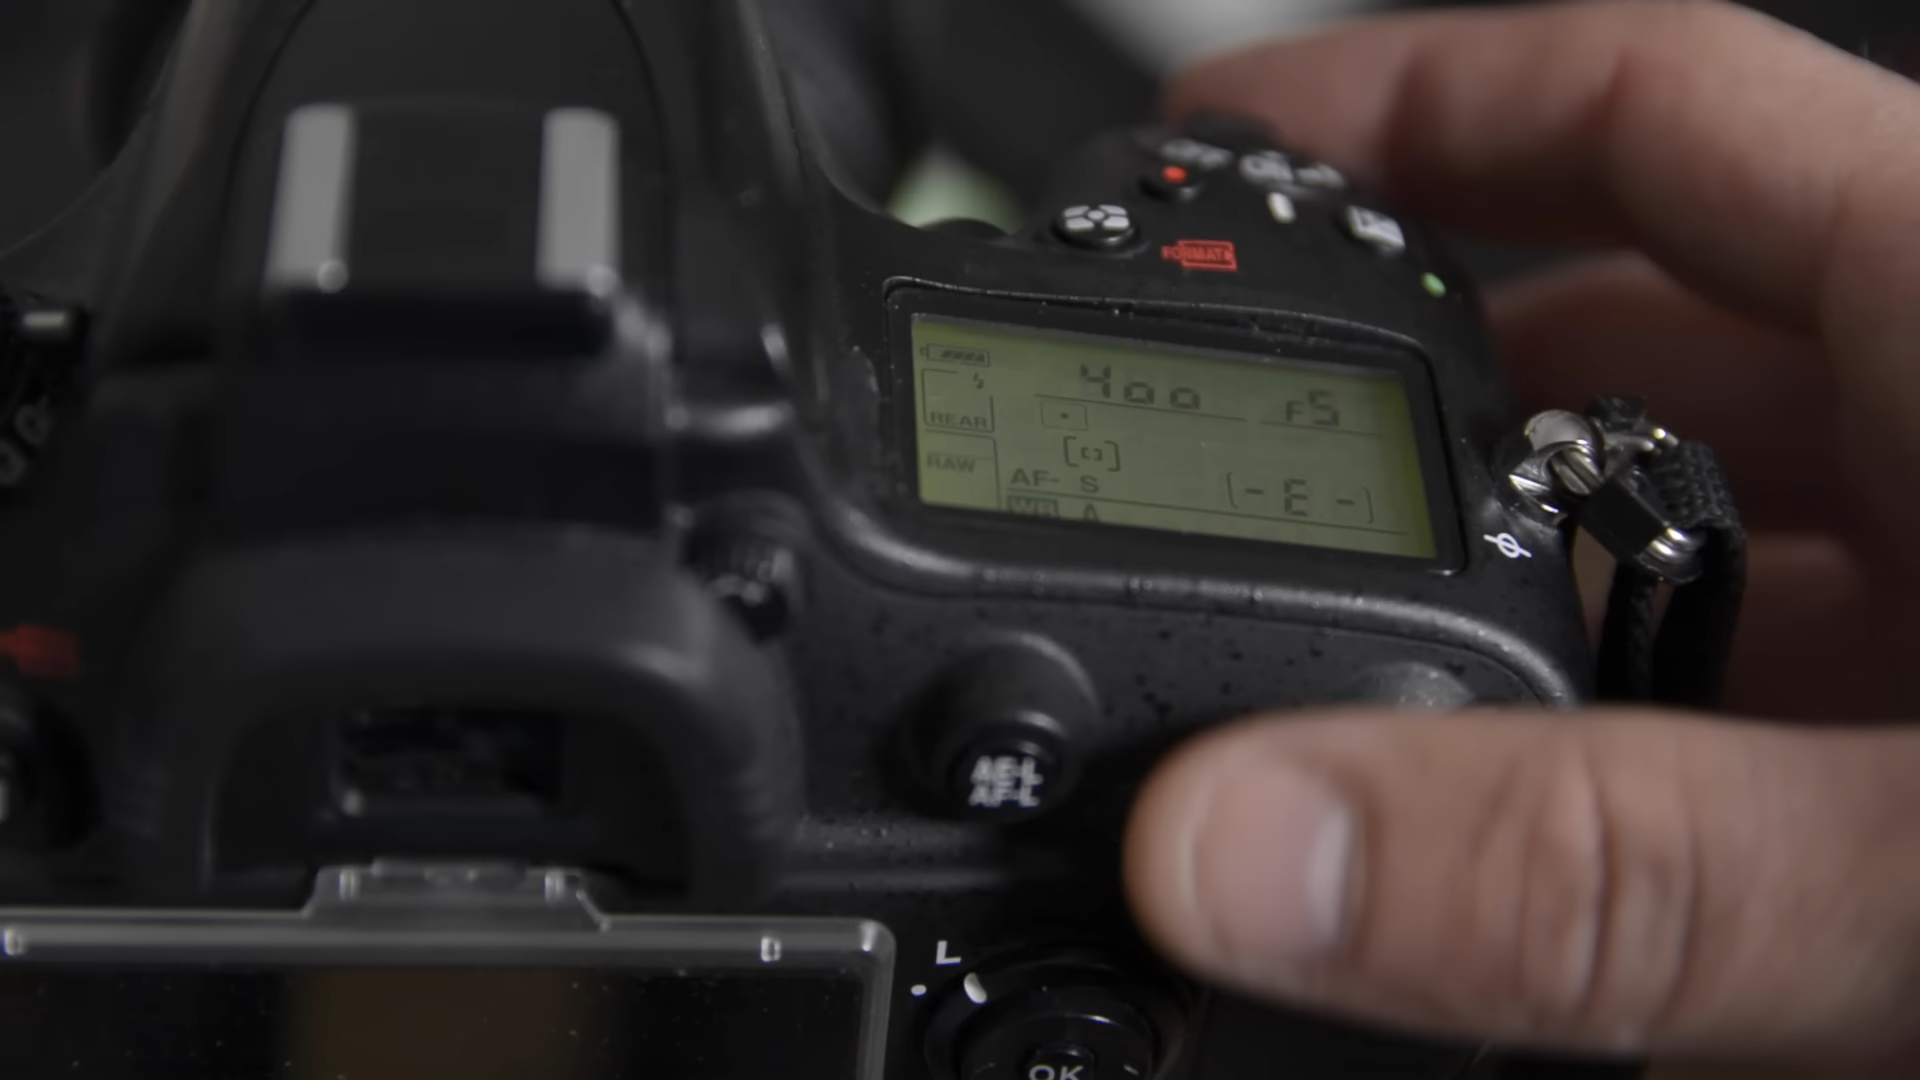 FORMAT
400 F5
REAR
RAW
AF- S
[-E-]
WB A
AE-L
AF-L
L
OK